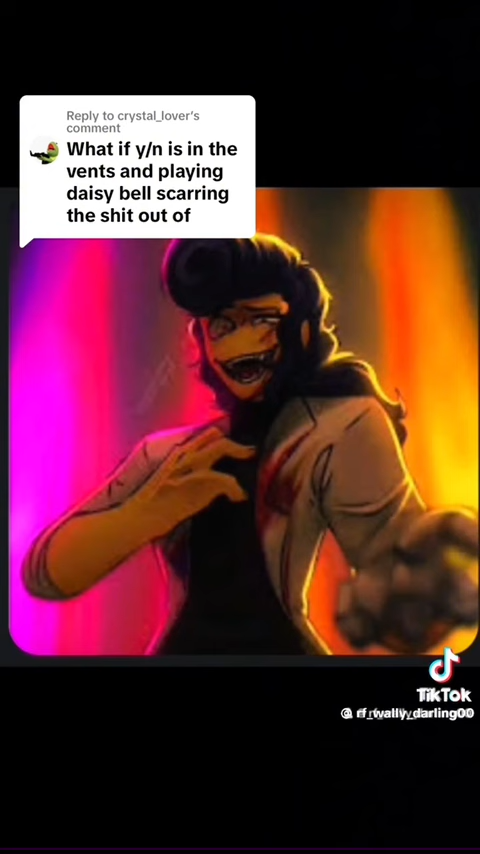 Reply to crystal_lover's
comment
What if y/n is in the
vents and playing
daisy bell scarring
the shit out of
TikTok
@ rf_wally_darling00